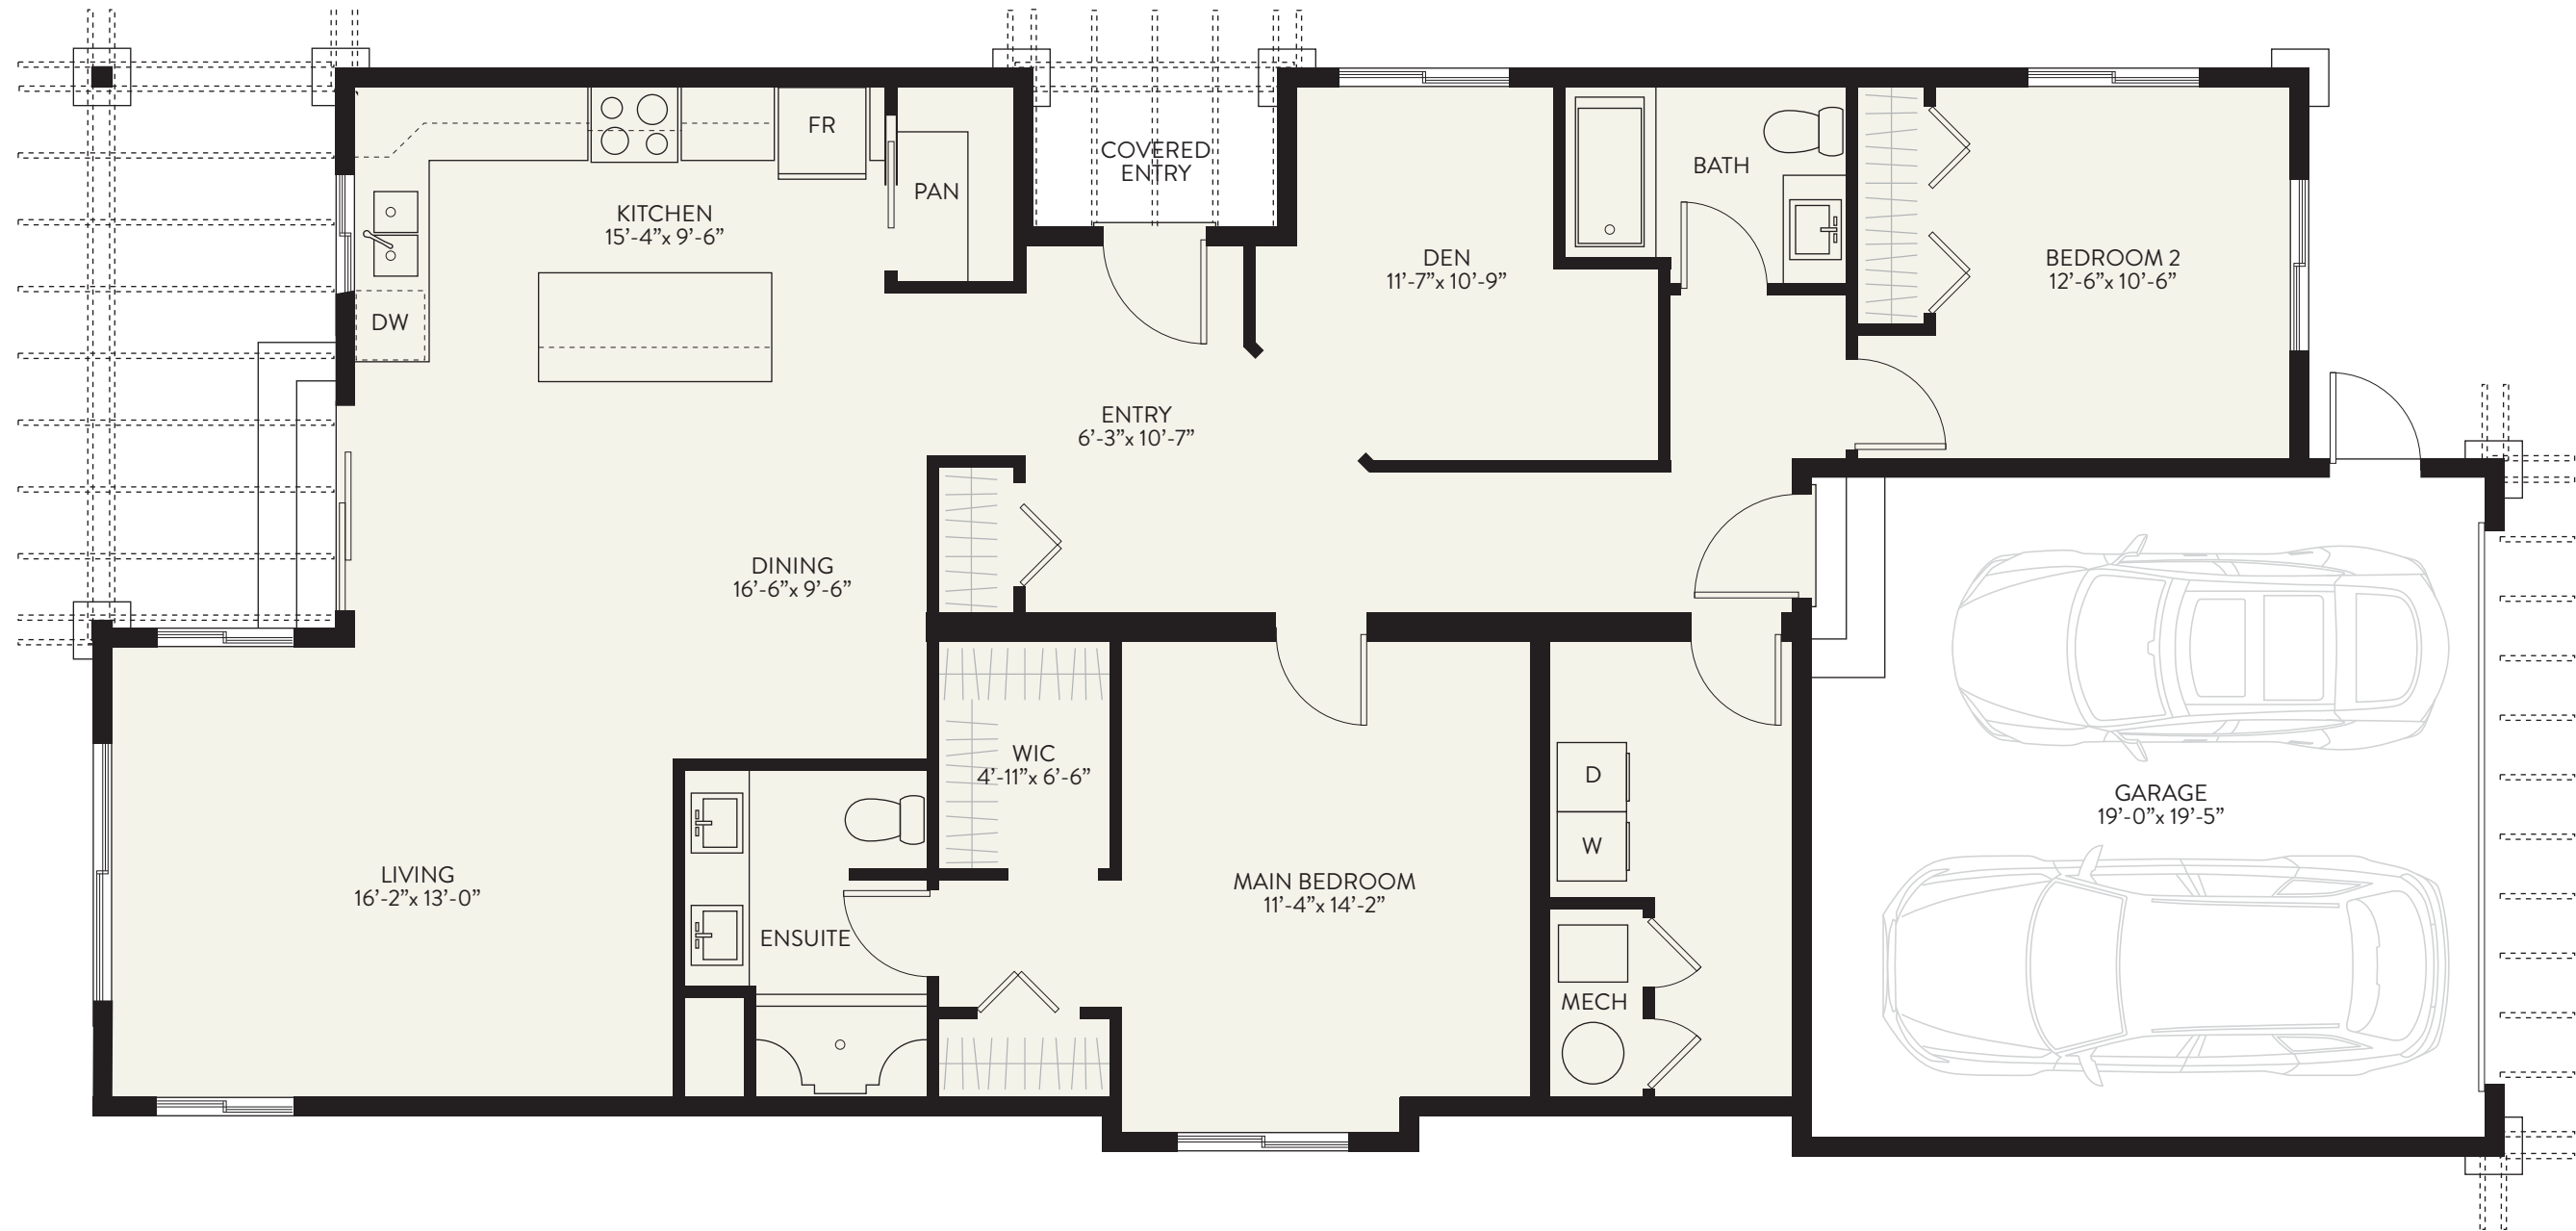 COVERED
ENTRY
FR
PAN
KITCHEN
15’-4”x 9’-6”
DW
BATH
DEN
11’-7”x 10’-9”
BEDROOM 2
12’-6”x 10’-6”
ENTRY
6’-3”x 10’-7”
DINING
16’-6”x 9’-6”
WIC
4’-11”x 6’-6”
D
W
GARAGE
19’-0”x 19’-5”
LIVING
16’-2”x 13’-0”
MAIN BEDROOM
11’-4”x 14’-2”
ENSUITE
MECH